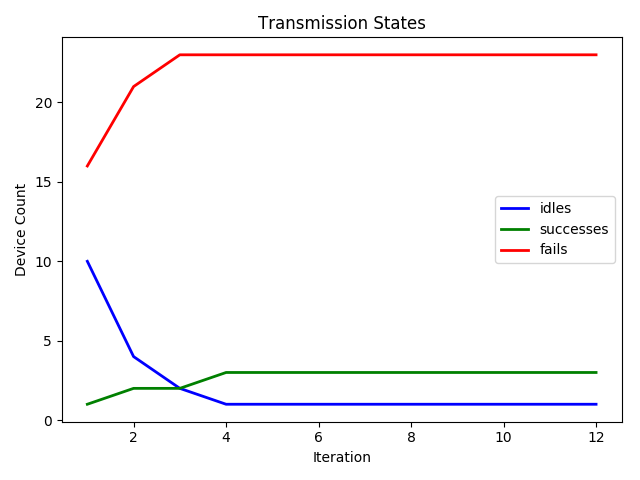 Transmission States
Device Count
20
15
10
5
0
idles
successes
fails
2 4 6 8 10 12
Iteration